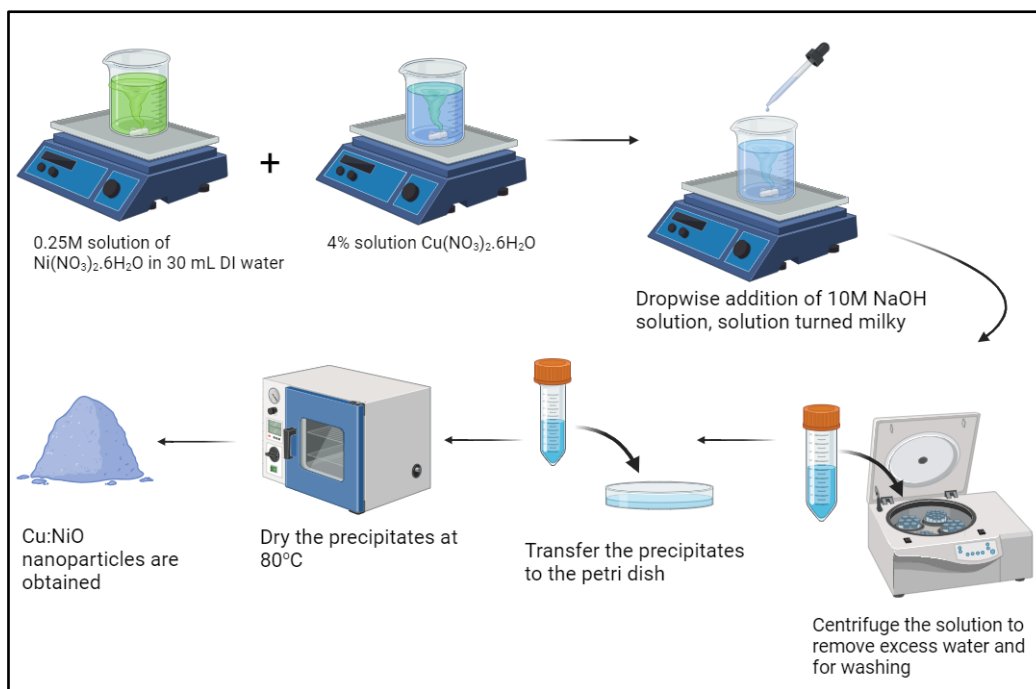 +
0.25M solution of
Ni(NO₃)₂.6H₂O in 30 mL DI water
4% solution Cu(NO₃)₂.6H₂O
Dropwise addition of 10M NaOH
solution, solution turned milky
Centrifuge the solution to
remove excess water and
for washing
Transfer the precipitates
to the petri dish
Dry the precipitates at
80°C
Cu:NiO
nanoparticles are
obtained